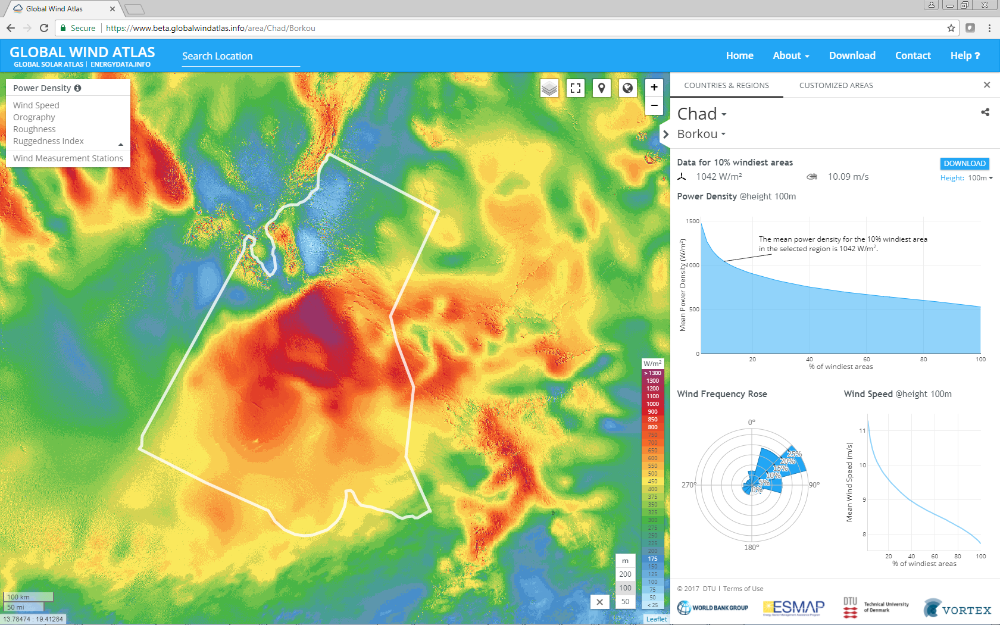 Global Wind Atlas
Secure
https://www.beta.globalwindatlas.info/area/Chad/Borkou
GLOBAL WIND ATLAS
GLOBAL SOLAR ATLAS | ENERGYDATA.INFO
Search Location
Home
About
Download
Contact
Help ?
Power Density
Wind Speed
Orography
Roughness
Ruggedness Index
Wind Measurement Stations
+
−
W/m²
> 1300
1300
1200
1100
1000
900
850
800
750
700
650
600
550
500
450
400
375
350
325
300
275
250
225
200
175
150
125
100
75
50
< 25
m
200
100
50
100 km
50 mi
13.78474 : 19.41284
Leaflet
COUNTRIES & REGIONS
CUSTOMIZED AREAS
Chad
Borkou
Data for 10% windiest areas
DOWNLOAD
1042 W/m²
10.09 m/s
Height: 100m
Power Density @height 100m
Mean Power Density (W/m²)
1500
1000
500
0
The mean power density for the 10% windiest area
in the selected region is 1042 W/m².
20 40 60 80 100
% of windiest areas
Wind Frequency Rose
0°
90°
180°
270°
25%
20%
15%
10%
5%
0%
Wind Speed @height 100m
Mean Wind Speed (m/s)
11
10
9
8
20 40 60 80 100
% of windiest areas
© 2017 DTU | Terms of Use
WORLD BANK GROUP
ESMAP
Energy Sector Management Assistance Program
DTU
Technical University
of Denmark
VORTEX